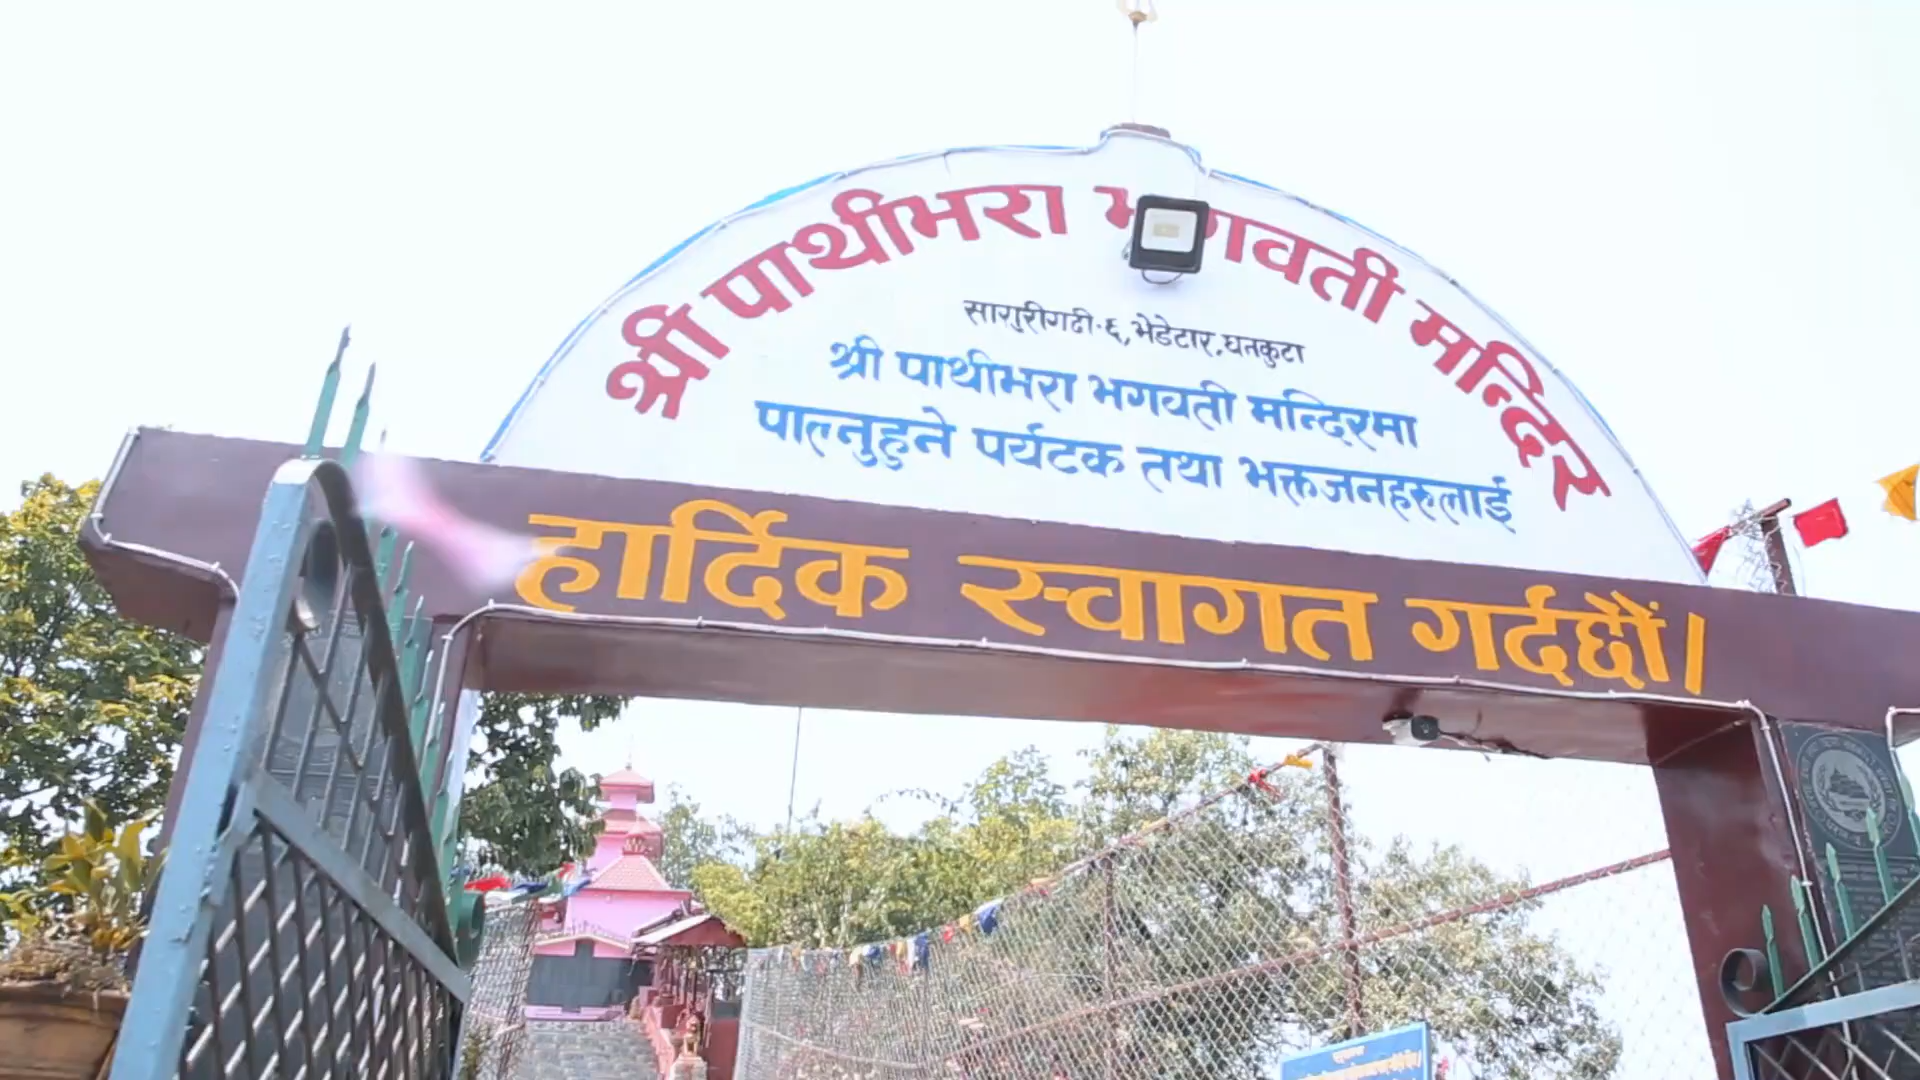 श्री पाथीभरा भगवती मन्दिर
सागुरीगढी-६, भेडेटार, धनकुटा
श्री पाथीभरा भगवती मन्दिरमा
पाल्नुहुने पर्यटक तथा भक्तजनहरुलाई
हार्दिक स्वागत गर्दछौं।